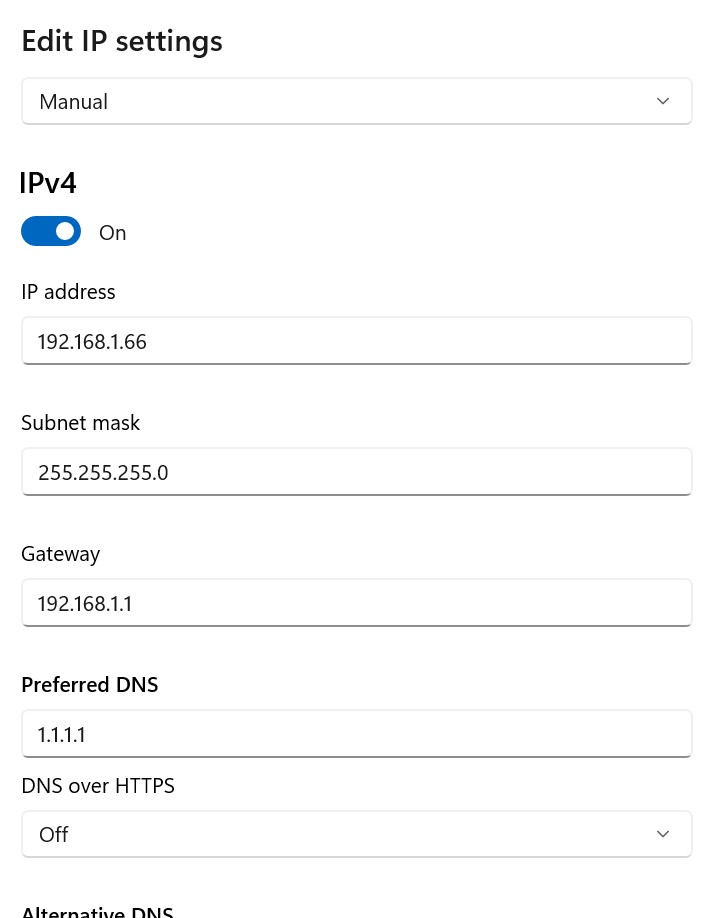 Edit IP settings
Manual
IPv4
On
IP address
192.168.1.66
Subnet mask
255.255.255.0
Gateway
192.168.1.1
Preferred DNS
1.1.1.1
DNS over HTTPS
Off
Alternative DNS